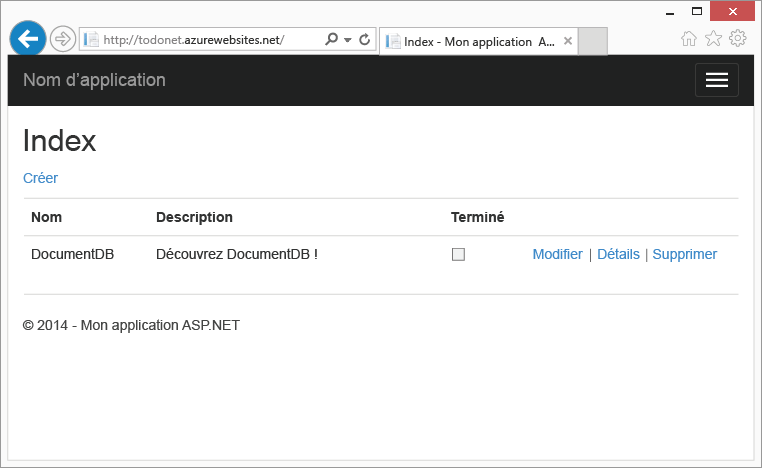 http://todonet.azurewebsites.net/
Index - Mon application A...
Nom d'application
Index
Créer
Nom Description Terminé
DocumentDB Découvrez DocumentDB ! Modifier | Détails | Supprimer
© 2014 - Mon application ASP.NET